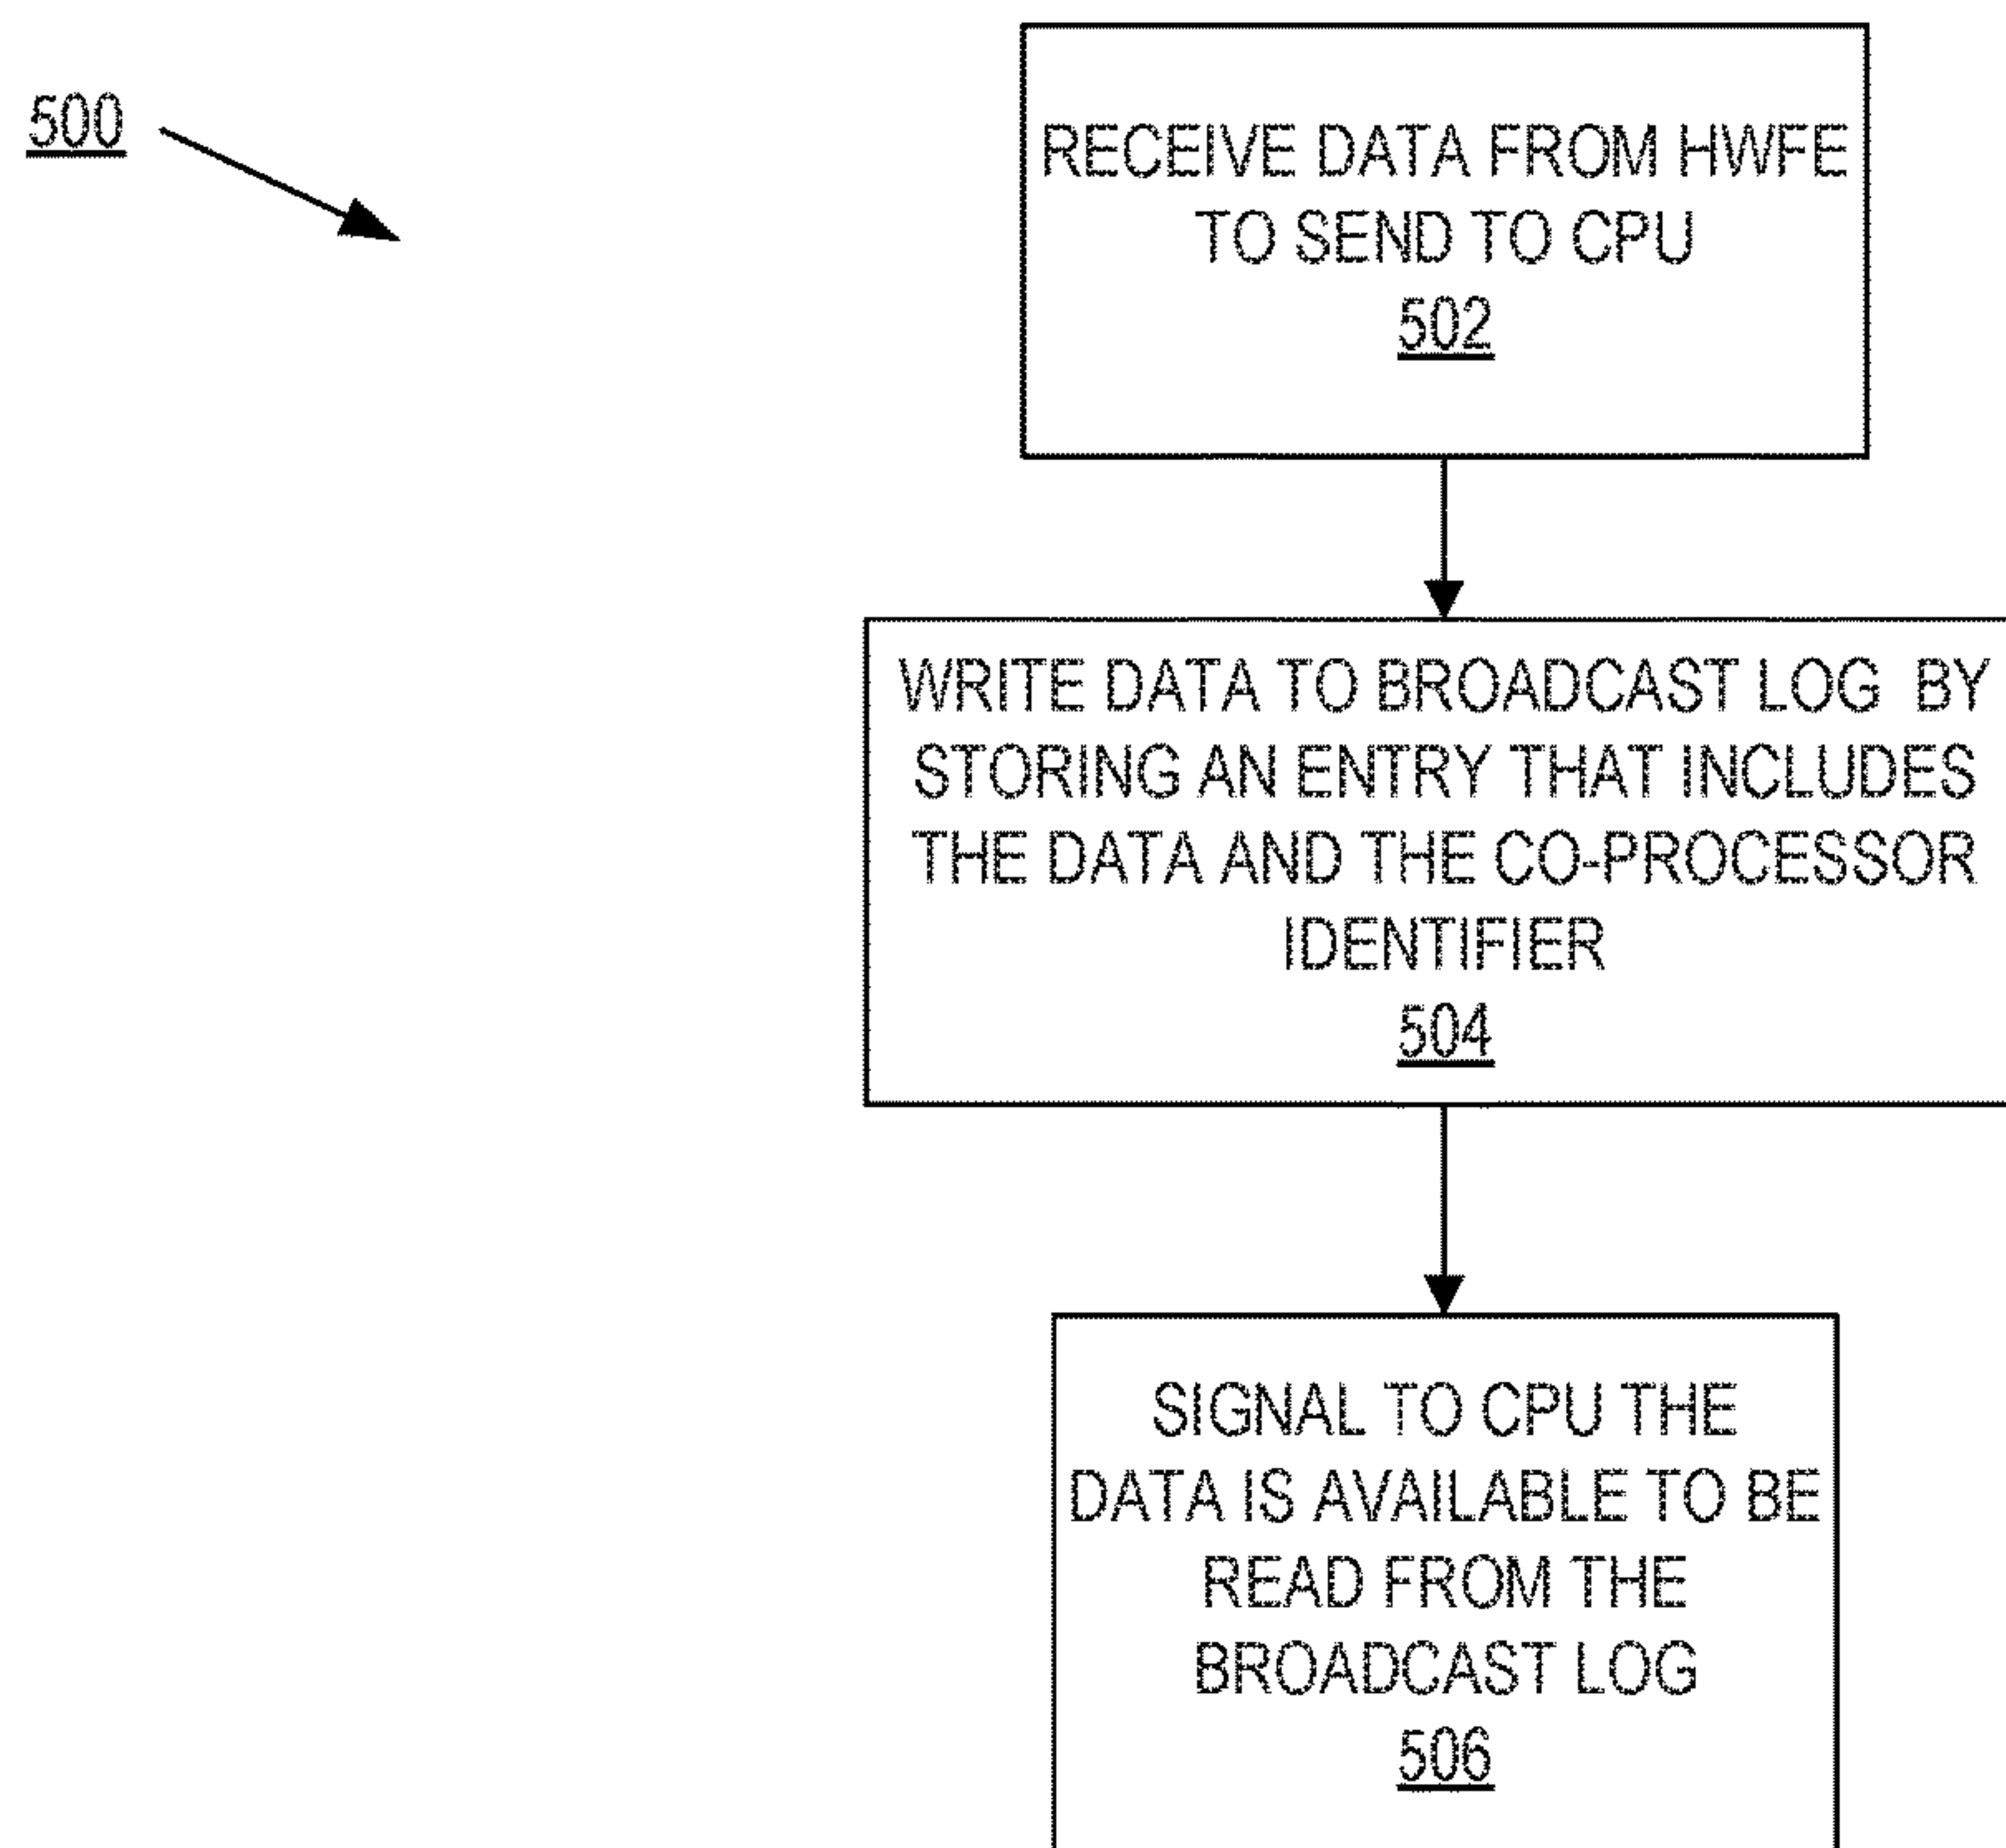 500
RECEIVE DATA FROM HWFE
TO SEND TO CPU
502
WRITE DATA TO BROADCAST LOG BY
STORING AN ENTRY THAT INCLUDES
THE DATA AND THE CO-PROCESSOR
IDENTIFIER
504
SIGNAL TO CPU THE
DATA IS AVAILABLE TO BE
READ FROM THE
BROADCAST LOG
506